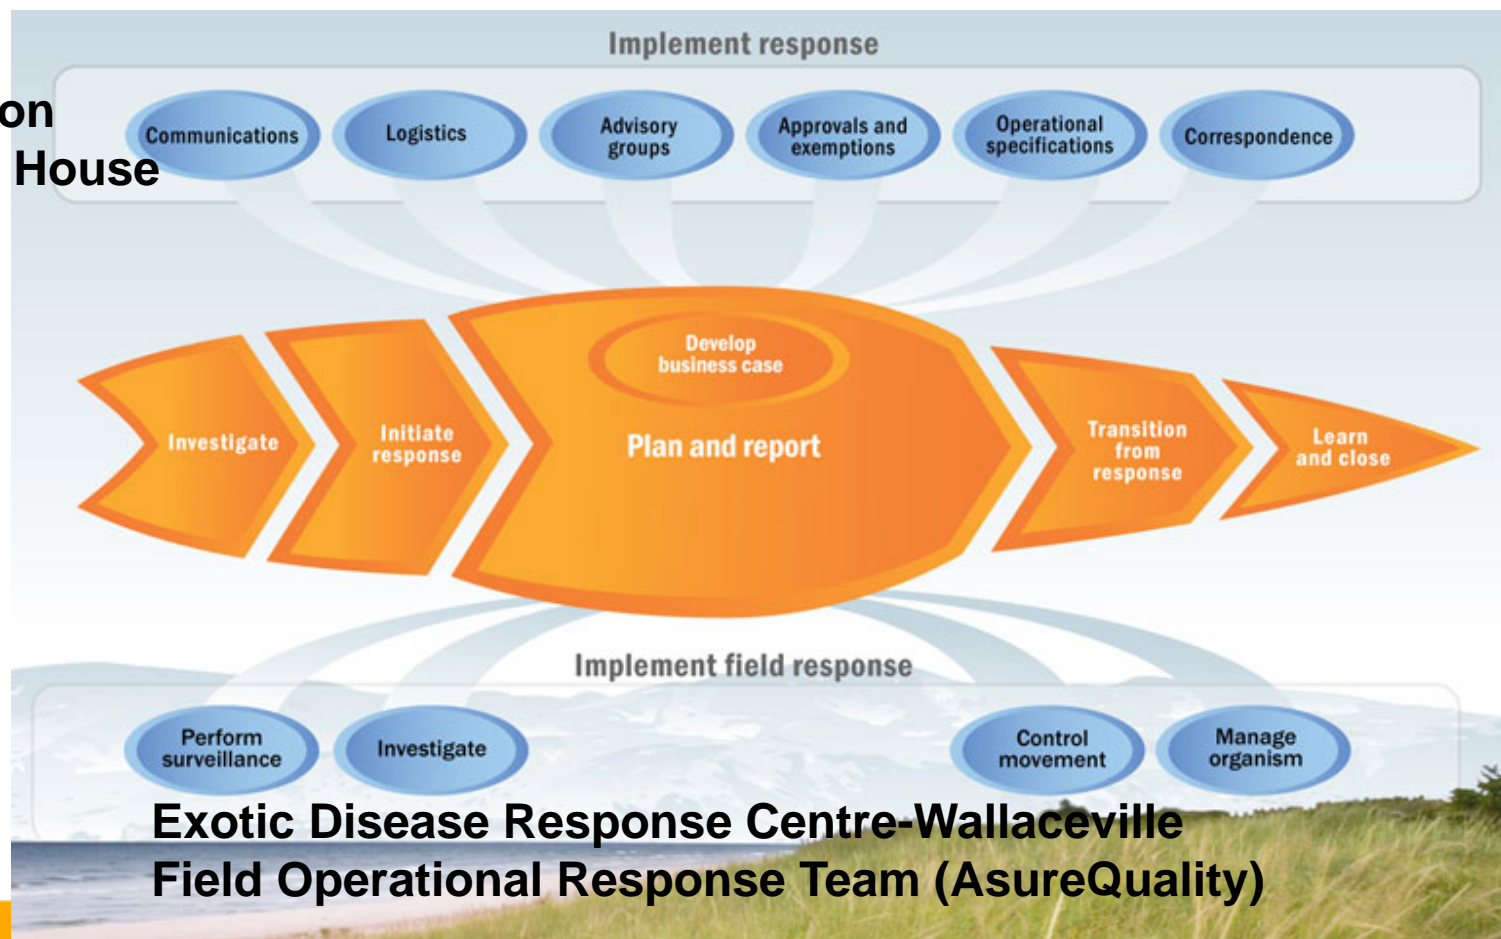 Implement response
on
House
Communications
Logistics
Advisory
groups
Approvals and
exemptions
Operational
specifications
Correspondence
Develop
business case
Investigate
Initiate
response
Plan and report
Transition
from
response
Learn
and close
Implement field response
Perform
surveillance
Investigate
Control
movement
Manage
organism
Exotic Disease Response Centre-Wallaceville
Field Operational Response Team (AsureQuality)